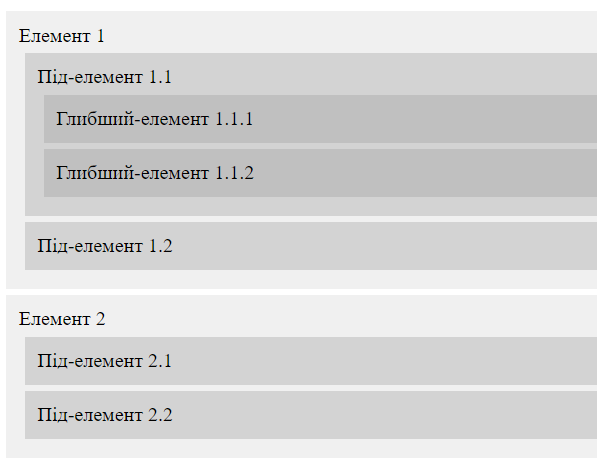 Елемент 1
Під-елемент 1.1
Глибший-елемент 1.1.1
Глибший-елемент 1.1.2
Під-елемент 1.2
Елемент 2
Під-елемент 2.1
Під-елемент 2.2